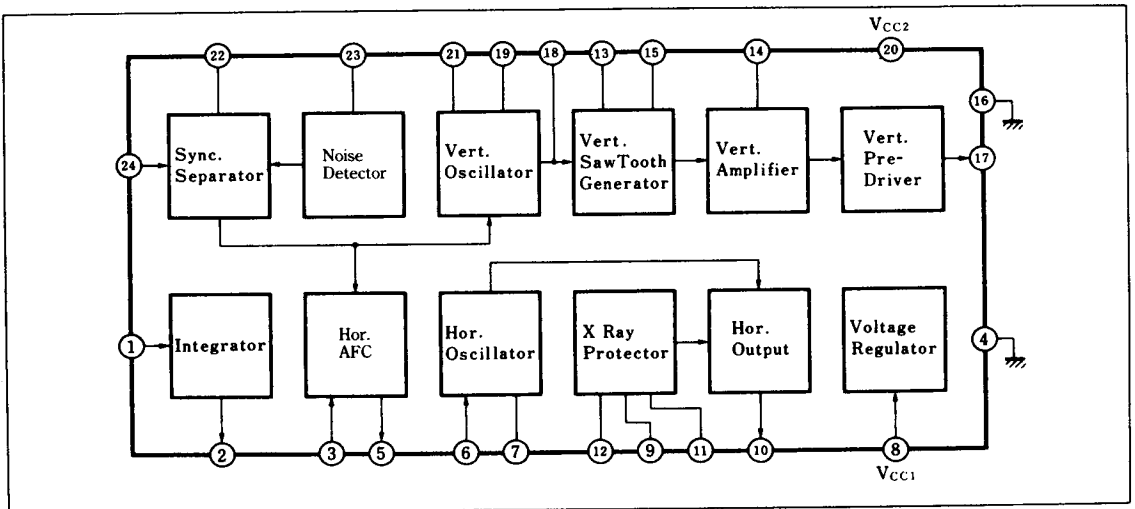 VCC2
22
23
21
19
18
13
15
14
20
16
24
Sync.
Separator
Noise
Detector
Vert.
Oscillator
Vert.
SawTooth
Generator
Vert.
Amplifier
Vert.
Pre-
Driver
17
1
Integrator
Hor.
AFC
Hor.
Oscillator
X Ray
Protector
Hor.
Output
Voltage
Regulator
4
2
3
5
6
7
12
9
11
10
8
VCC1